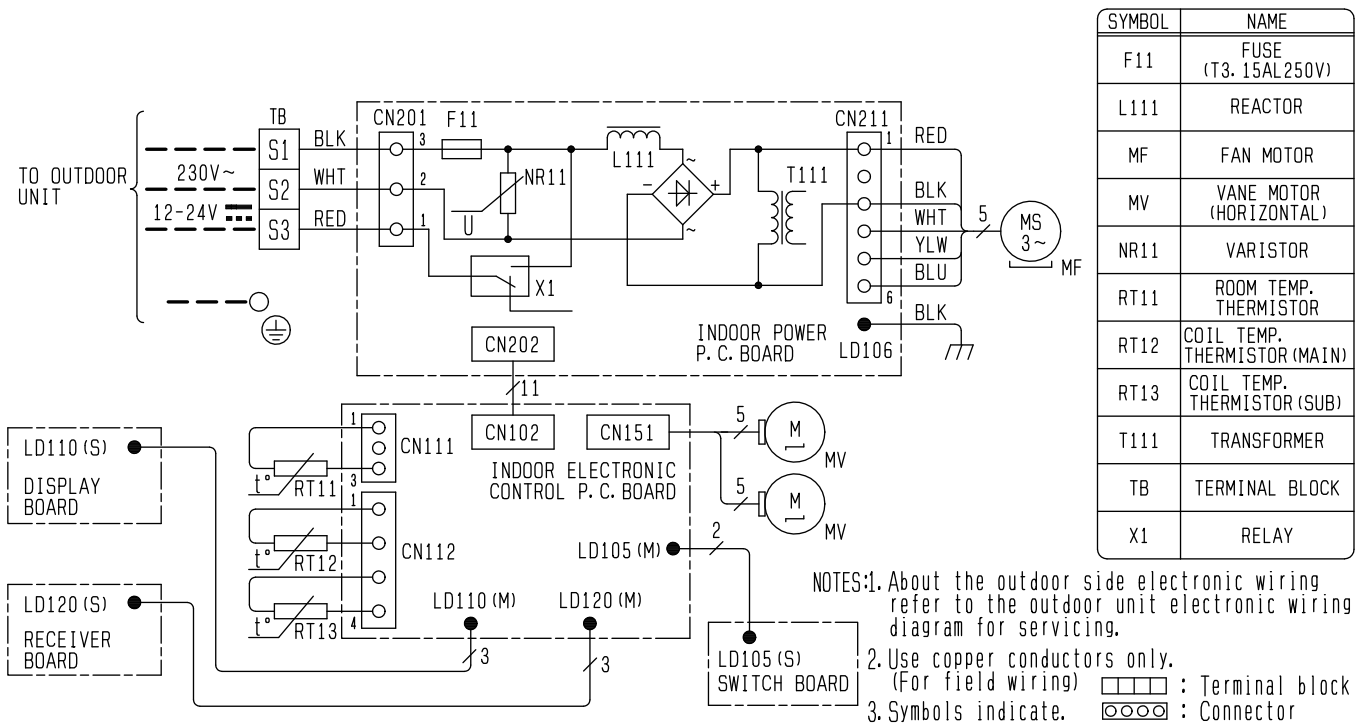 TO OUTDOOR
UNIT
230V~
12-24V
TB
S1
S2
S3
BLK
WHT
RED
CN201
3
2
1
F11
NR11
U
L111
~
-
+
~
X1
T111
CN211
1
6
RED
BLK
WHT
YLW
BLU
BLK
5
MS
3~
MF
INDOOR POWER
P.C.BOARD
LD106
CN202
11
CN102
CN151
INDOOR ELECTRONIC
CONTROL P.C.BOARD
5
M
MV
5
M
MV
1
CN111
3
t°
RT11
1
CN112
t°
RT12
t°
RT13
4
LD105(M)
2
LD110(M)
LD120(M)
3
3
LD110(S)
DISPLAY
BOARD
LD120(S)
RECEIVER
BOARD
LD105(S)
SWITCH BOARD
SYMBOL NAME
F11 FUSE
(T3.15AL250V)
L111 REACTOR
MF FAN MOTOR
MV VANE MOTOR
(HORIZONTAL)
NR11 VARISTOR
RT11 ROOM TEMP.
THERMISTOR
RT12 COIL TEMP.
THERMISTOR(MAIN)
RT13 COIL TEMP.
THERMISTOR(SUB)
T111 TRANSFORMER
TB TERMINAL BLOCK
X1 RELAY
NOTES:1. About the outdoor side electronic wiring
refer to the outdoor unit electronic wiring
diagram for servicing.
2. Use copper conductors only.
(For field wiring)
3. Symbols indicate.
: Terminal block
: Connector